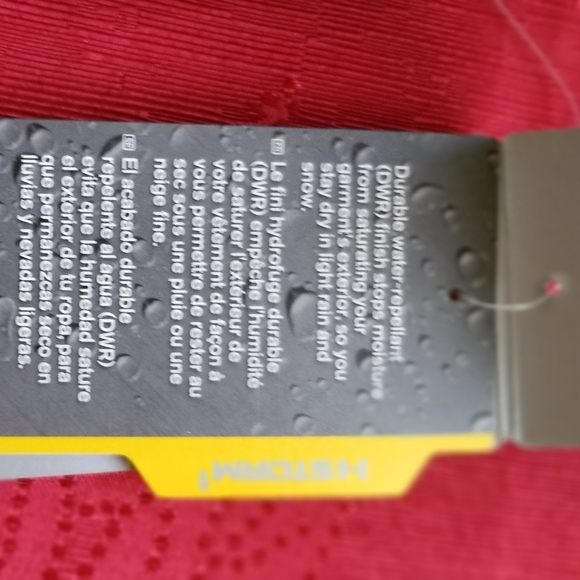 Durable water-repellant
(DWR) finish stops moisture
from saturating your
garment's exterior, so you
stay dry in light rain and
snow.
FR Le fini hydrofuge durable
(DWR) empêche l'humidité
de saturer l'extérieur de
votre vêtement de façon à
vous permettre de rester au
sec sous une pluie ou une
neige fine.
El acabado durable
repelente al agua (DWR)
evita que la humedad sature
el exterior de tu ropa, para
que permanezcas seco en
lluvias y nevadas ligeras.
H2STORM1